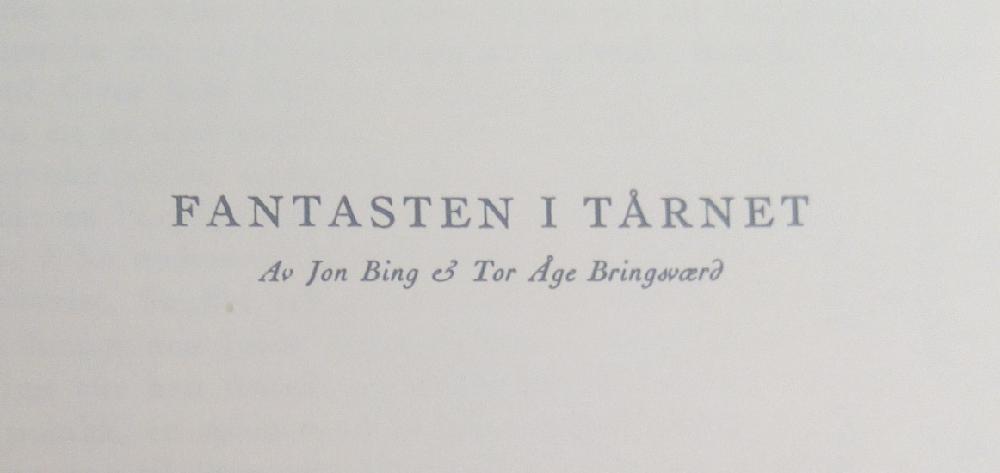 FANTASTEN I TÅRNET
Av Jon Bing & Tor Åge Bringsværd